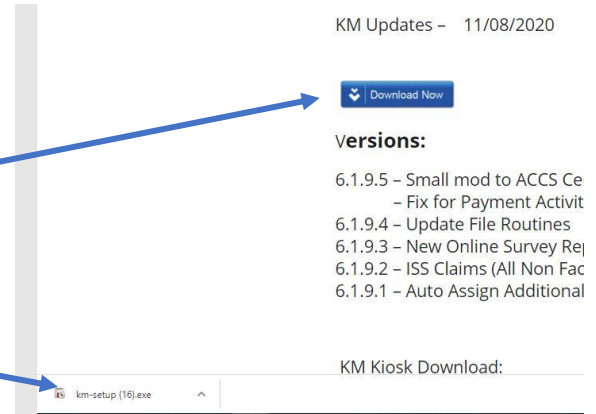 KM Updates – 11/08/2020
Download Now
Versions:
6.1.9.5 – Small mod to ACCS Ce
– Fix for Payment Activit
6.1.9.4 – Update File Routines
6.1.9.3 – New Online Survey Re
6.1.9.2 – ISS Claims (All Non Fac
6.1.9.1 – Auto Assign Additional
KM Kiosk Download:
km-setup (16).exe